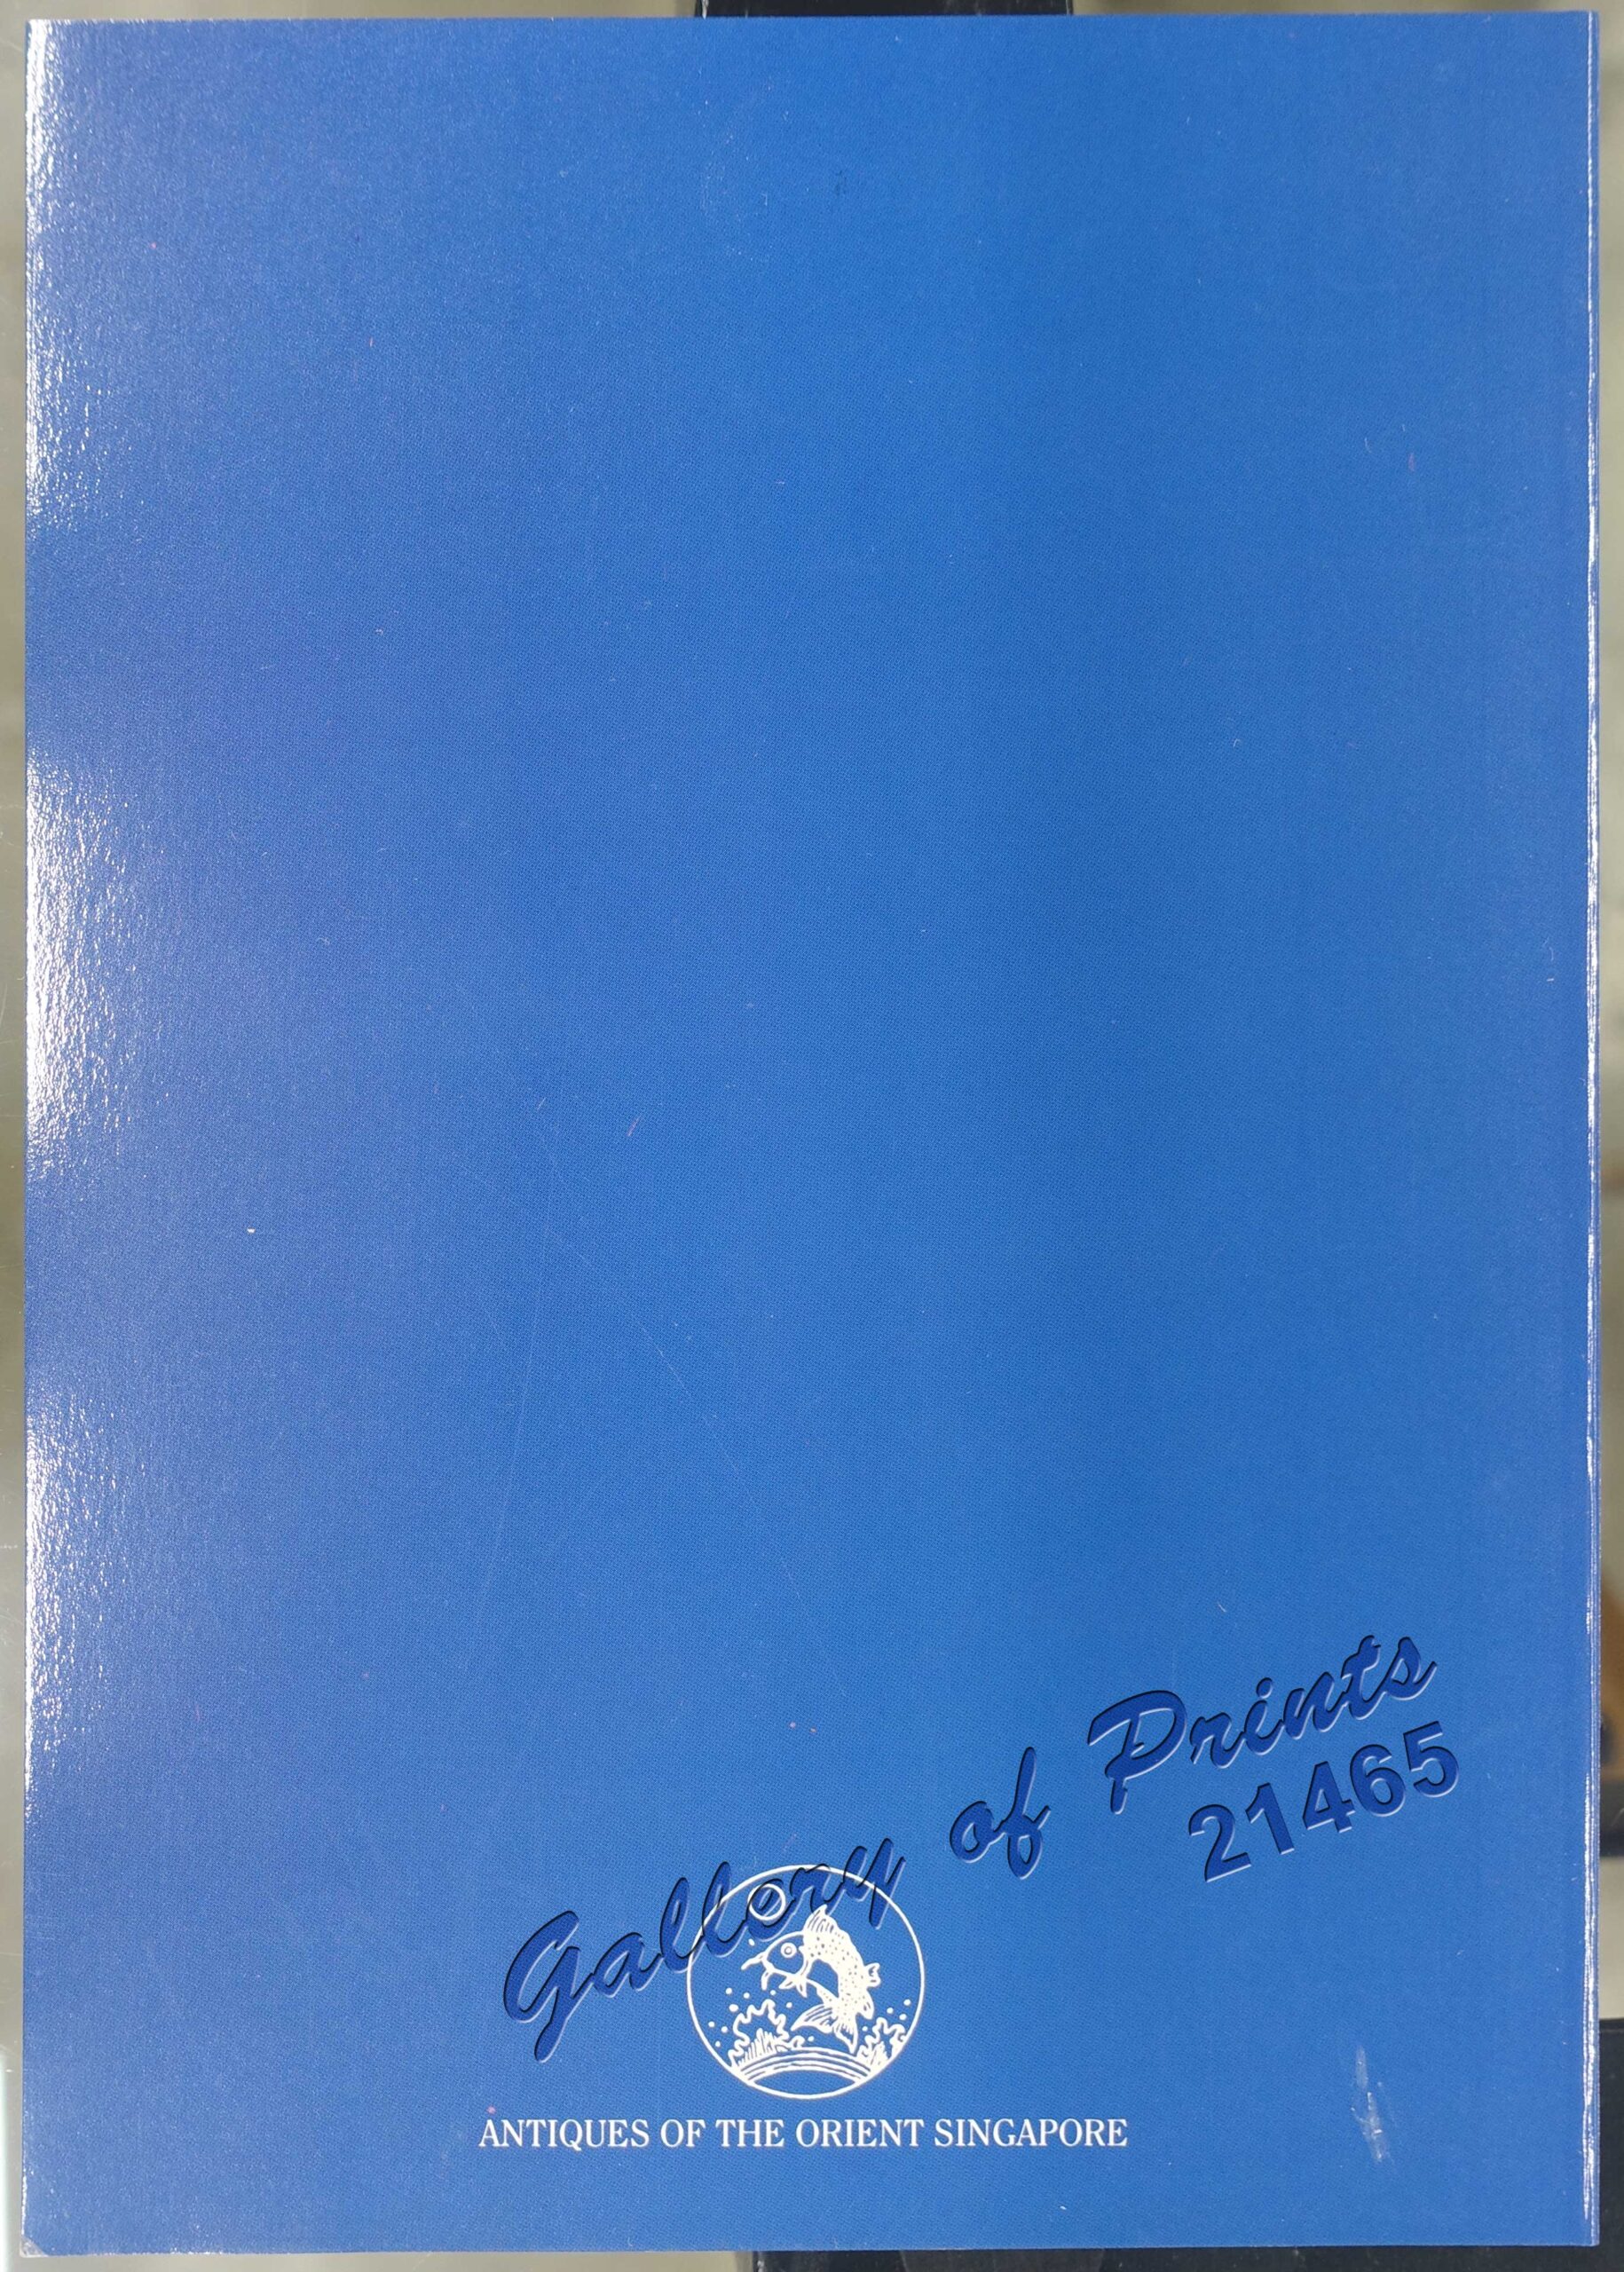 Gallery of Prints
21465
ANTIQUES OF THE ORIENT SINGAPORE